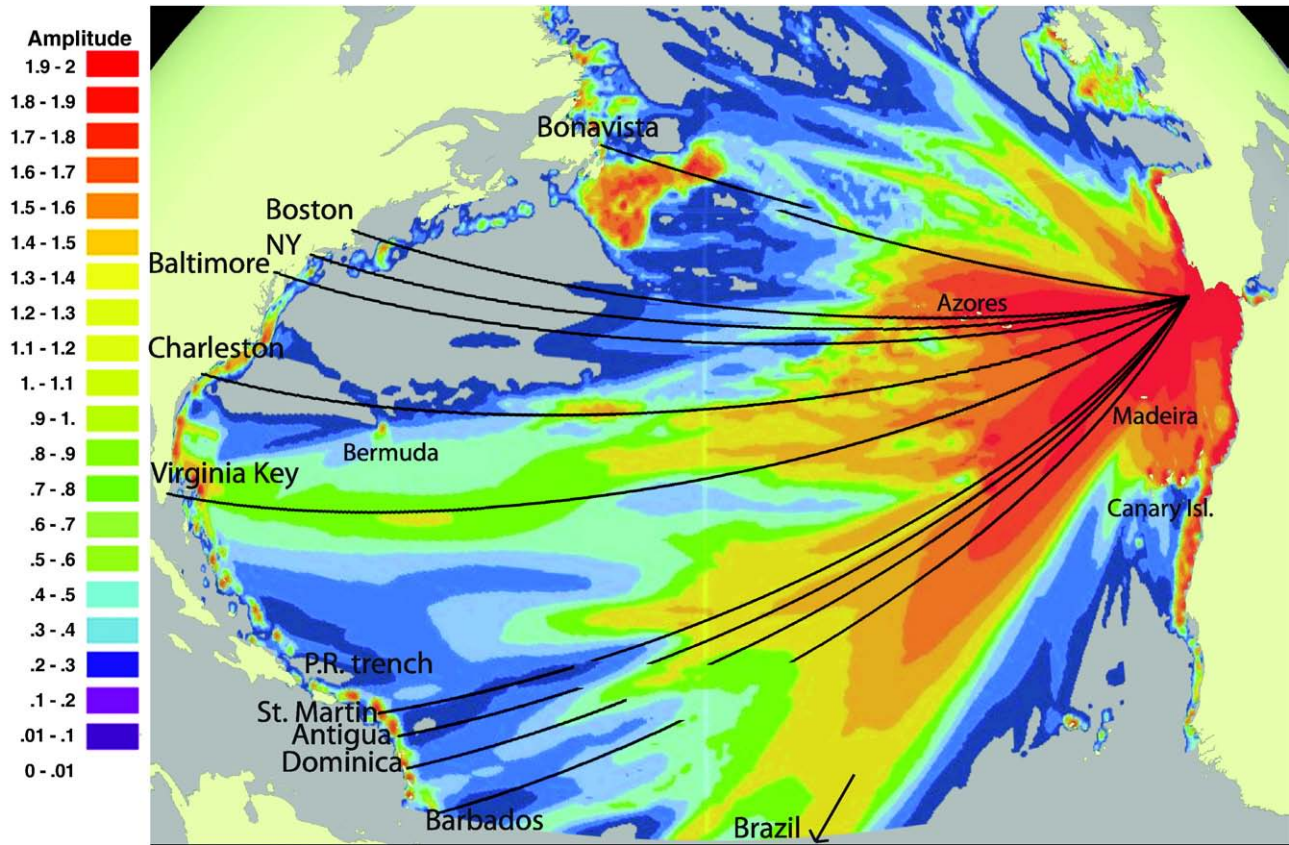 Amplitude
1.9 - 2
1.8 - 1.9
1.7 - 1.8
1.6 - 1.7
1.5 - 1.6
1.4 - 1.5
1.3 - 1.4
1.2 - 1.3
1.1 - 1.2
1. - 1.1
.9 - 1.
.8 - .9
.7 - .8
.6 - .7
.5 - .6
.4 - .5
.3 - .4
.2 - .3
.1 - .2
.01 - .1
0 - .01
Bonavista
Boston
NY
Baltimore
Azores
Charleston
Madeira
Bermuda
Virginia Key
Canary Isl.
P.R. trench
St. Martin
Antigua
Dominica
Barbados
Brazil